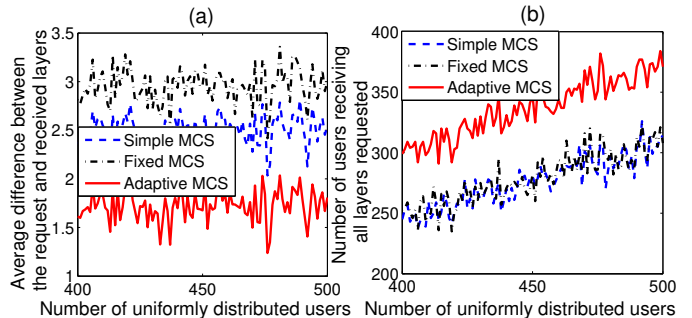 (a)
Average difference between
the request and received layers
3.5
3
2.5
2
1.5
1
Simple MCS
Fixed MCS
Adaptive MCS
400
450
500
Number of uniformly distributed users
(b)
Number of users receiving
all layers requested
400
350
300
250
200
Simple MCS
Fixed MCS
Adaptive MCS
400
450
500
Number of uniformly distributed users